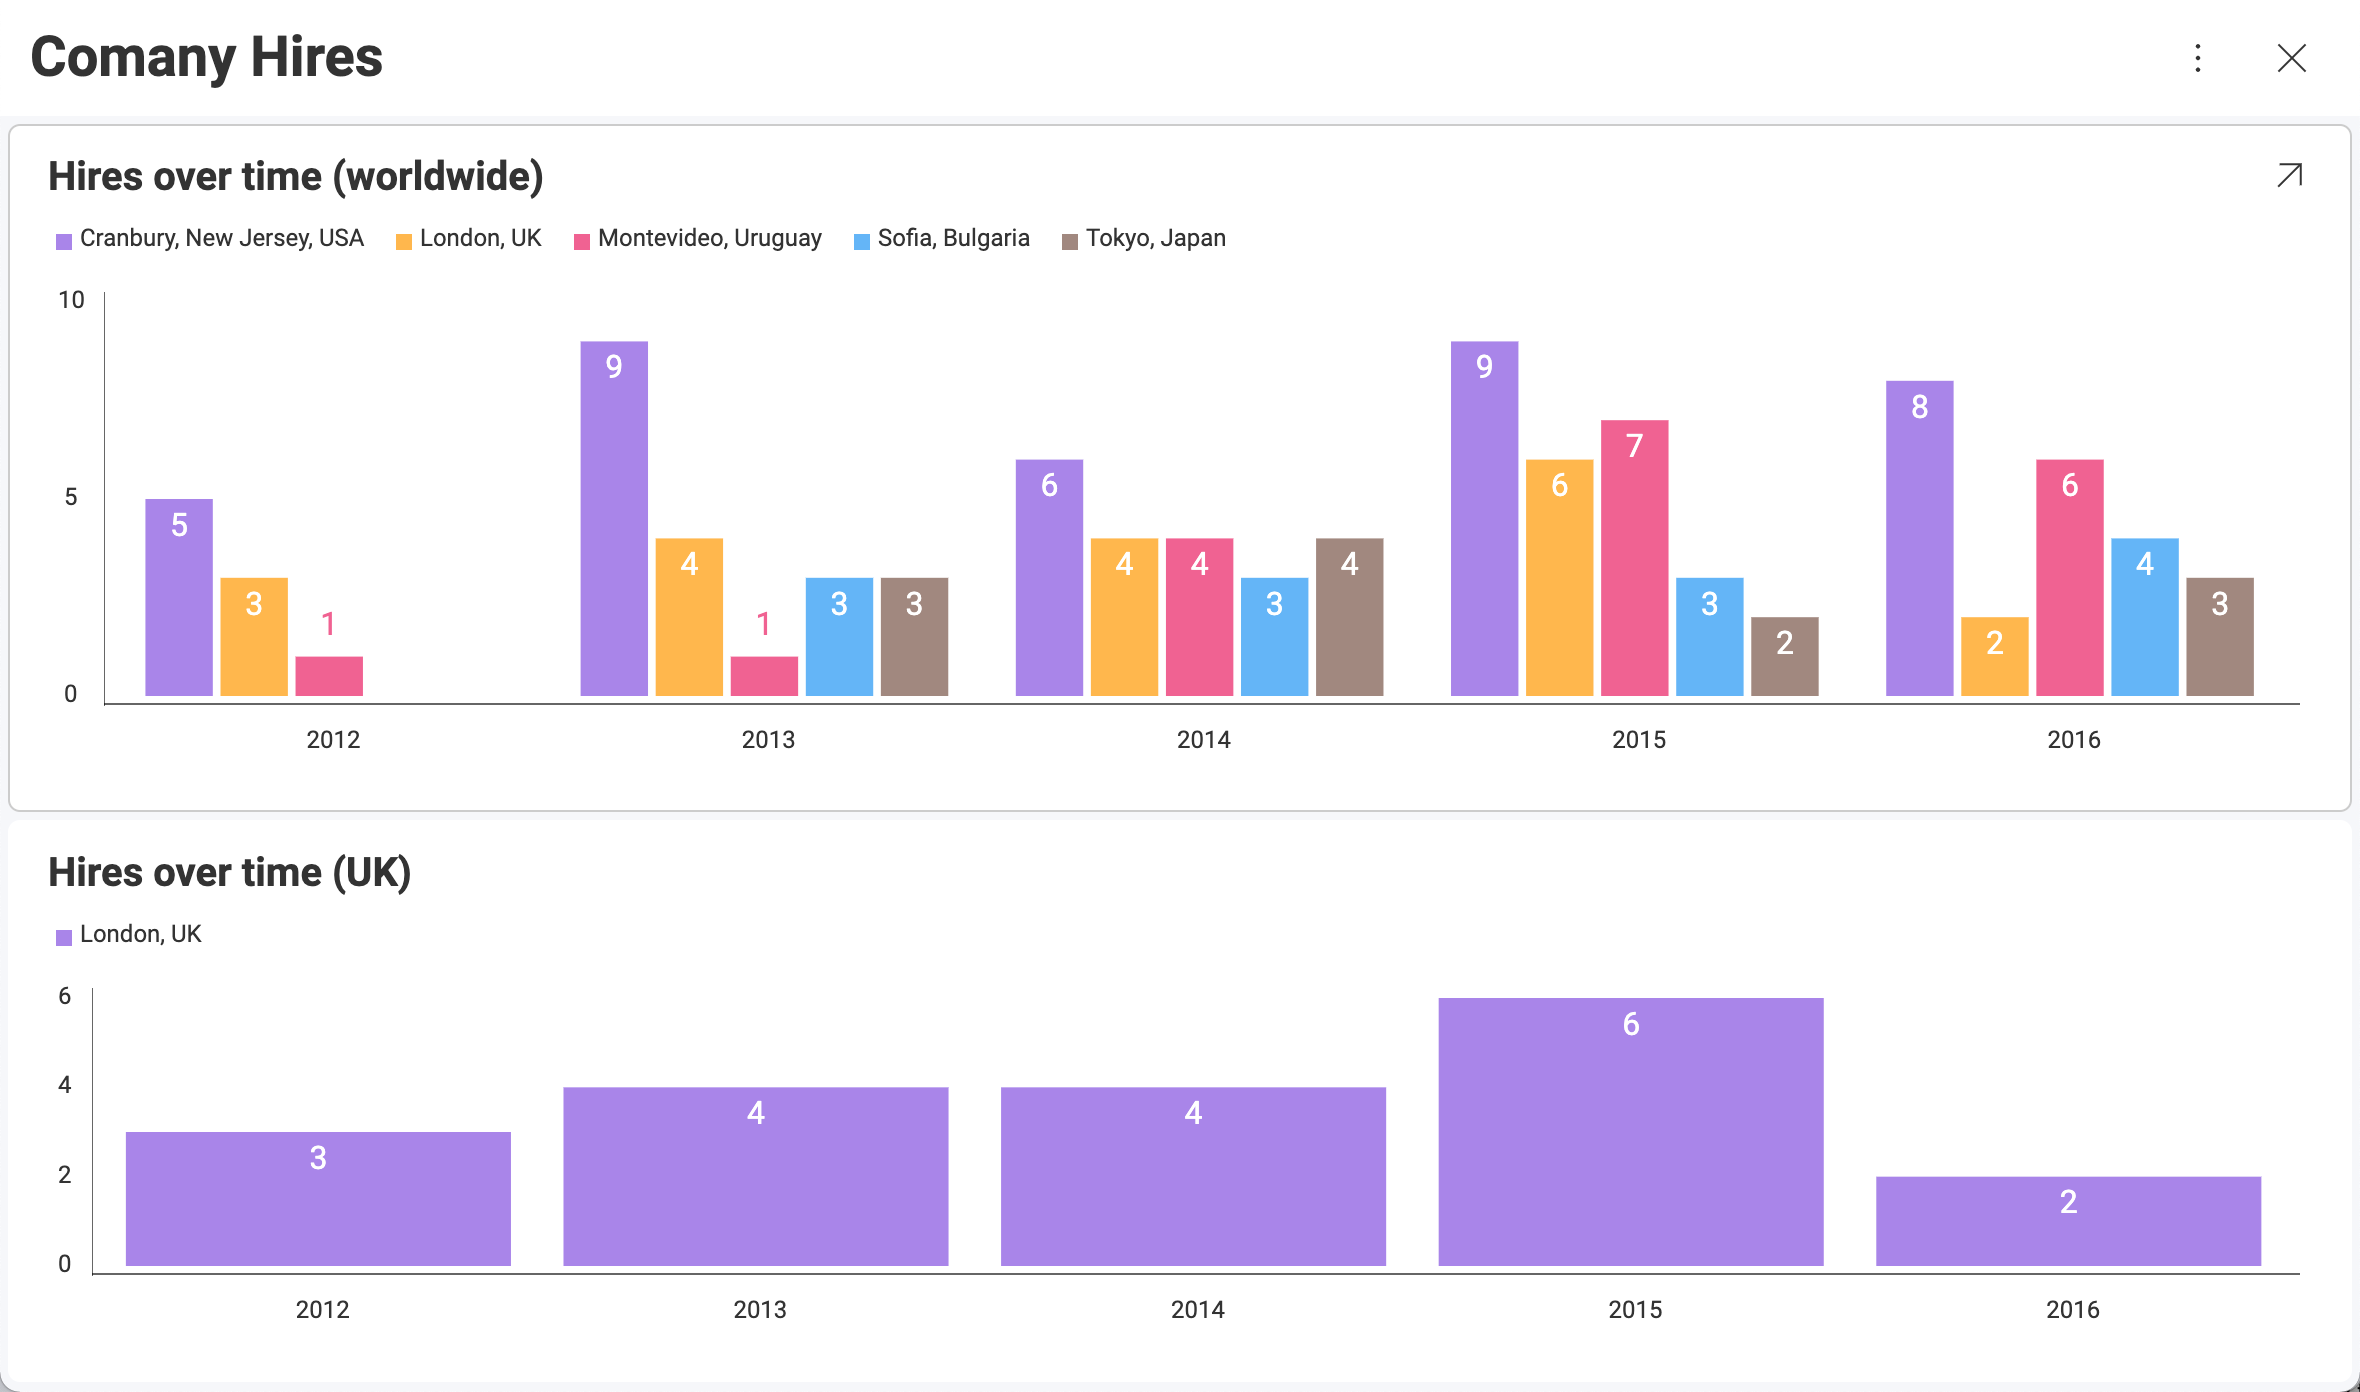 Comany Hires
Hires over time (worldwide)
Cranbury, New Jersey, USA London, UK Montevideo, Uruguay Sofia, Bulgaria Tokyo, Japan
10
5
0
5 3 1
9 4 1 3 3
6 4 4 3 4
9 6 7 3 2
8 2 6 4 3
2012 2013 2014 2015 2016
Hires over time (UK)
London, UK
6
4
2
0
3 4 4 6 2
2012 2013 2014 2015 2016